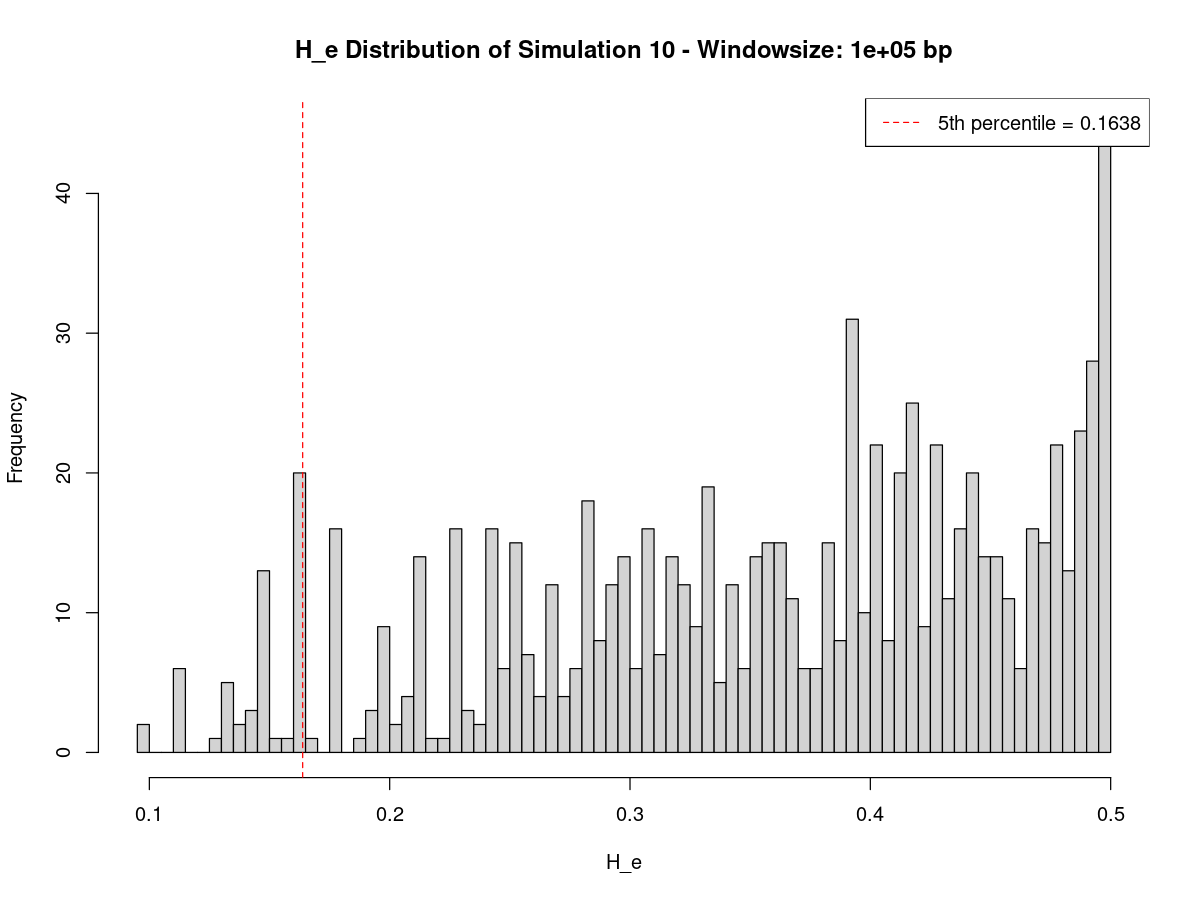 H_e Distribution of Simulation 10 - Windowsize: 1e+05 bp
5th percentile = 0.1638
Frequency
40
30
20
10
0
0.1 0.2 0.3 0.4 0.5
H_e